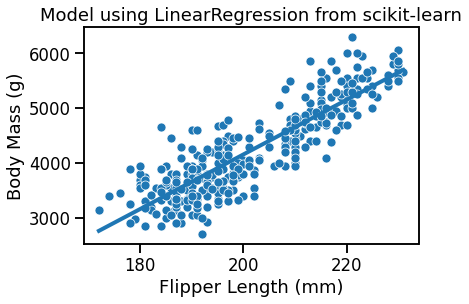 Model using LinearRegression from scikit-learn
6000
5000
4000
3000
Body Mass (g)
180
200
220
Flipper Length (mm)